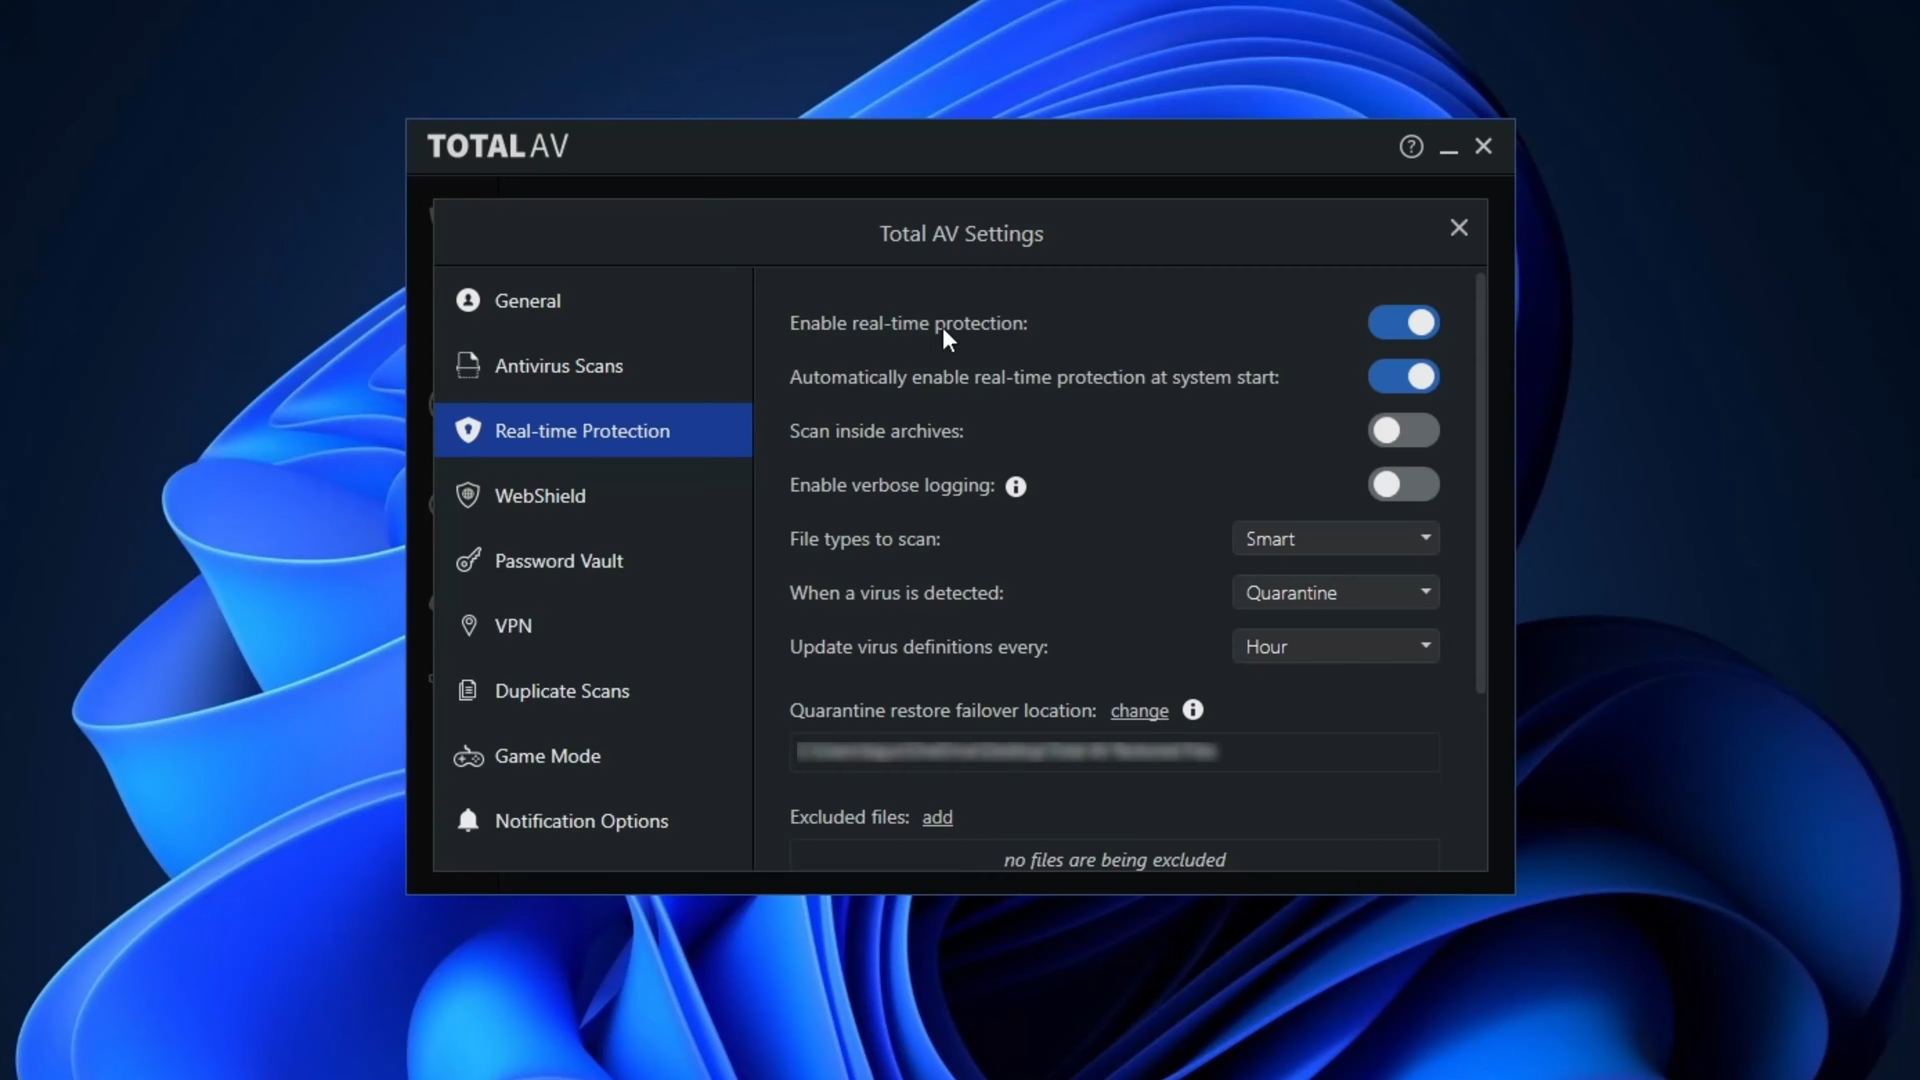 TOTALAV
Total AV Settings
General
Antivirus Scans
Real-time Protection
WebShield
Password Vault
VPN
Duplicate Scans
Game Mode
Notification Options
Enable real-time protection:
Automatically enable real-time protection at system start:
Scan inside archives:
Enable verbose logging:
File types to scan: Smart
When a virus is detected: Quarantine
Update virus definitions every: Hour
Quarantine restore failover location: change
Excluded files: add
no files are being excluded